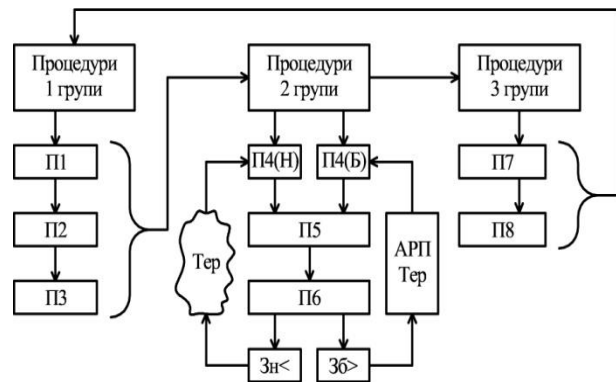 Процедури
1 групи
Процедури
2 групи
Процедури
3 групи
П1
П4(Н)
П4(Б)
П7
П2
П5
П8
Тер
АРП
Тер
П3
П6
Зн<
Зб>